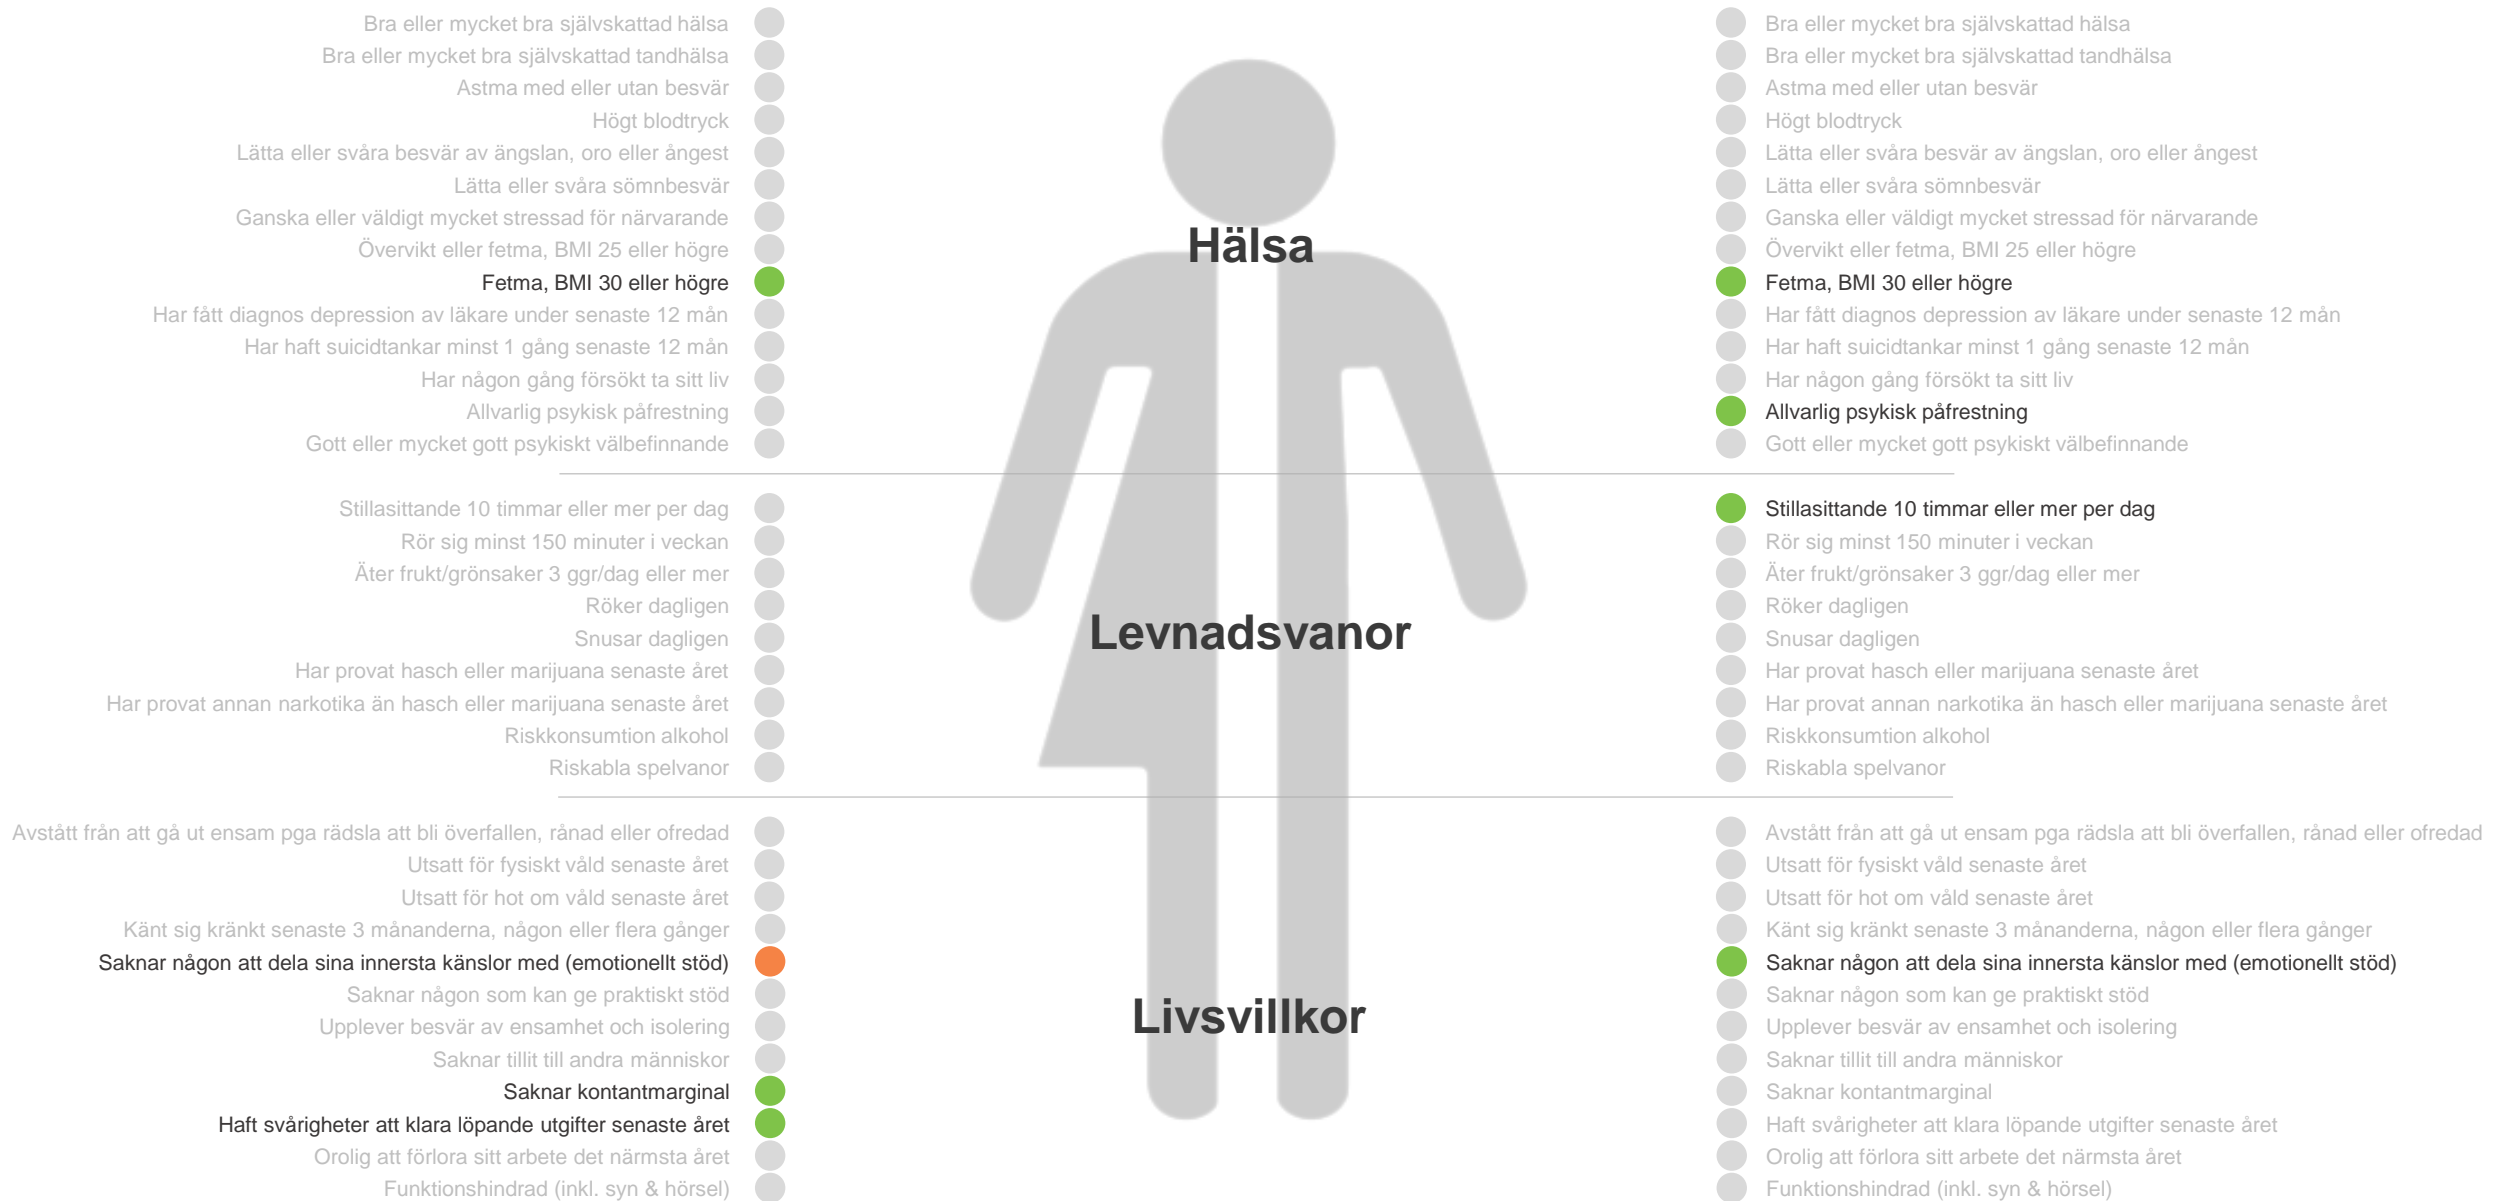 Bra eller mycket bra självskattad hälsa
Bra eller mycket bra självskattad tandhälsa
Astma med eller utan besvär
Högt blodtryck
Lätta eller svåra besvär av ängslan, oro eller ångest
Lätta eller svåra sömnbesvär
Ganska eller väldigt mycket stressad för närvarande
Övervikt eller fetma, BMI 25 eller högre
Fetma, BMI 30 eller högre
Har fått diagnos depression av läkare under senaste 12 mån
Har haft suicidtankar minst 1 gång senaste 12 mån
Har någon gång försökt ta sitt liv
Allvarlig psykisk påfrestning
Gott eller mycket gott psykiskt välbefinnande
Stillasittande 10 timmar eller mer per dag
Rör sig minst 150 minuter i veckan
Äter frukt/grönsaker 3 ggr/dag eller mer
Röker dagligen
Snusar dagligen
Har provat hasch eller marijuana senaste året
Har provat annan narkotika än hasch eller marijuana senaste året
Riskkonsumtion alkohol
Riskabla spelvanor
Avstått från att gå ut ensam pga rädsla att bli överfallen, rånad eller ofredad
Utsatt för fysiskt våld senaste året
Utsatt för hot om våld senaste året
Känt sig kränkt senaste 3 månanderna, någon eller flera gånger
Saknar någon att dela sina innersta känslor med (emotionellt stöd)
Saknar någon som kan ge praktiskt stöd
Upplever besvär av ensamhet och isolering
Saknar tillit till andra människor
Saknar kontantmarginal
Haft svårigheter att klara löpande utgifter senaste året
Orolig att förlora sitt arbete det närmsta året
Funktionshindrad (inkl. syn & hörsel)
Hälsa
Levnadsvanor
Livsvillkor
Bra eller mycket bra självskattad hälsa
Bra eller mycket bra självskattad tandhälsa
Astma med eller utan besvär
Högt blodtryck
Lätta eller svåra besvär av ängslan, oro eller ångest
Lätta eller svåra sömnbesvär
Ganska eller väldigt mycket stressad för närvarande
Övervikt eller fetma, BMI 25 eller högre
Fetma, BMI 30 eller högre
Har fått diagnos depression av läkare under senaste 12 mån
Har haft suicidtankar minst 1 gång senaste 12 mån
Har någon gång försökt ta sitt liv
Allvarlig psykisk påfrestning
Gott eller mycket gott psykiskt välbefinnande
Stillasittande 10 timmar eller mer per dag
Rör sig minst 150 minuter i veckan
Äter frukt/grönsaker 3 ggr/dag eller mer
Röker dagligen
Snusar dagligen
Har provat hasch eller marijuana senaste året
Har provat annan narkotika än hasch eller marijuana senaste året
Riskkonsumtion alkohol
Riskabla spelvanor
Avstått från att gå ut ensam pga rädsla att bli överfallen, rånad eller ofredad
Utsatt för fysiskt våld senaste året
Utsatt för hot om våld senaste året
Känt sig kränkt senaste 3 månanderna, någon eller flera gånger
Saknar någon att dela sina innersta känslor med (emotionellt stöd)
Saknar någon som kan ge praktiskt stöd
Upplever besvär av ensamhet och isolering
Saknar tillit till andra människor
Saknar kontantmarginal
Haft svårigheter att klara löpande utgifter senaste året
Orolig att förlora sitt arbete det närmsta året
Funktionshindrad (inkl. syn & hörsel)